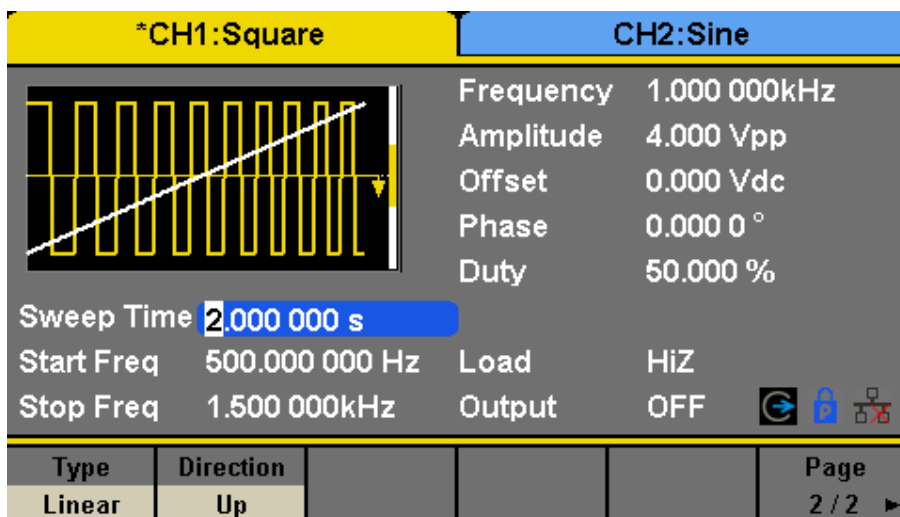 *CH1:Square
CH2:Sine
Frequency 1.000 000kHz
Amplitude 4.000 Vpp
Offset 0.000 Vdc
Phase 0.000 0 °
Duty 50.000 %
Sweep Time 2.000 000 s
Start Freq 500.000 000 Hz Load HiZ
Stop Freq 1.500 000kHz Output OFF P
Type Direction Page
Linear Up 2 / 2 ►